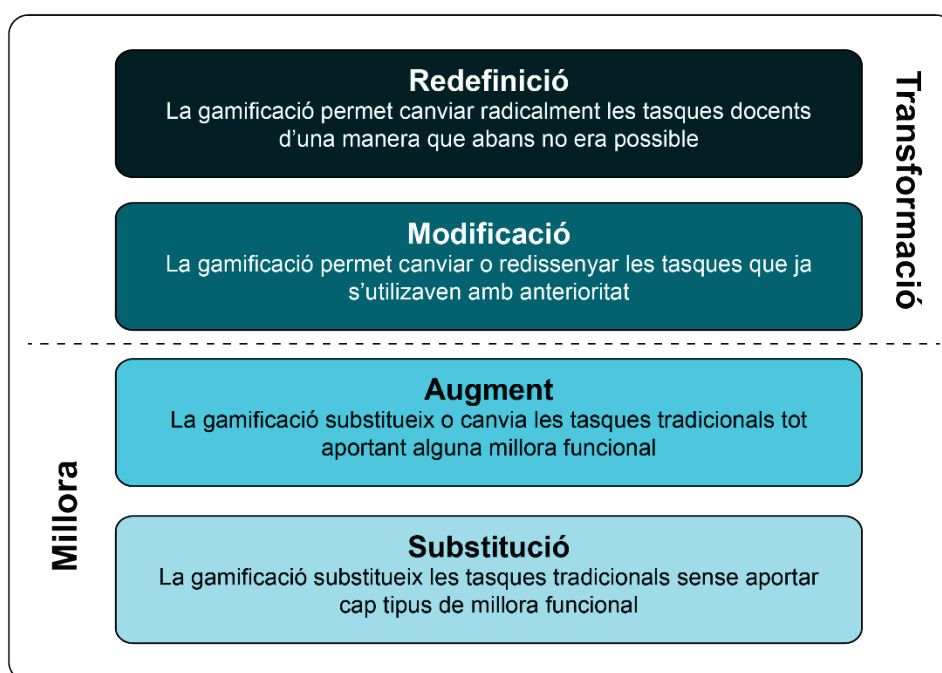 Redefinició
La gamificació permet canviar radicalment les tasques docents
d'una manera que abans no era possible
Transformació
Modificació
La gamificació permet canviar o redissenyar les tasques que ja
s'utilitzaven amb anterioritat
Augment
La gamificació substitueix o canvia les tasques tradicionals tot
aportant alguna millora funcional
Millora
Substitució
La gamificació substitueix les tasques tradicionals sense aportar
cap tipus de millora funcional